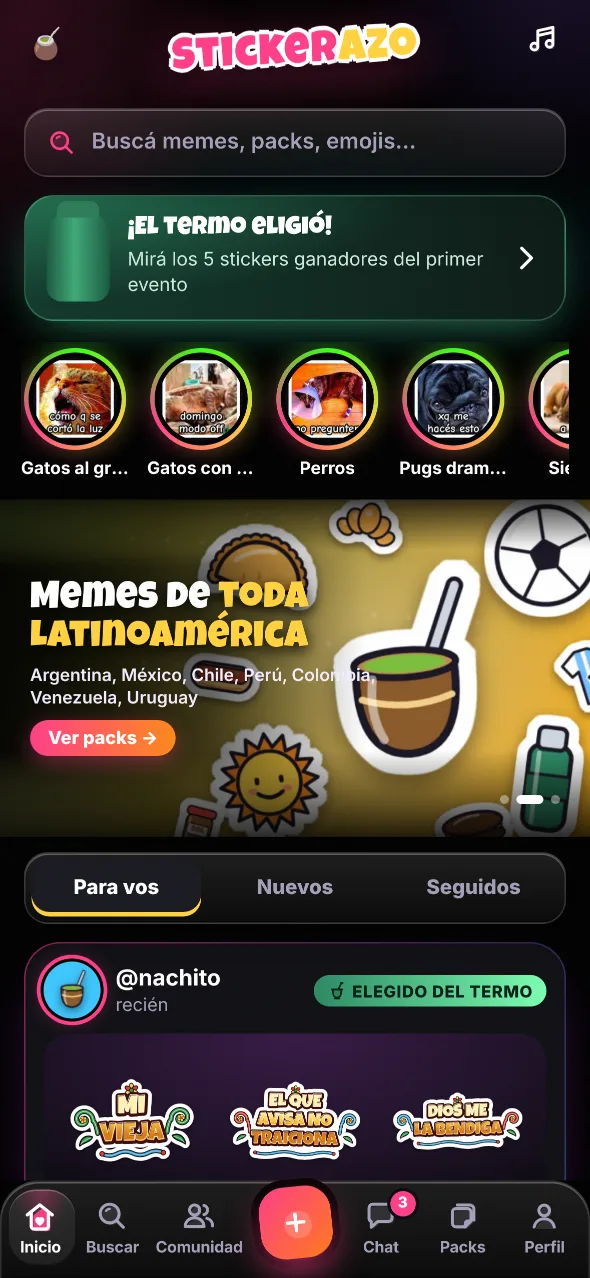 STICKERAZO
Buscá memes, packs, emojis...
¡EL TERMO ELIGIÓ!
Mirá los 5 stickers ganadores del primer
evento
cómo q se
cortó la luz
domingo
modo off
no pregunten
xq me
hacés esto
Gatos al gr...
Gatos con ...
Perros
Pugs dram...
Sie
Memes de TODA
LATINOAMÉRICA
Argentina, México, Chile, Perú, Colombia,
Venezuela, Uruguay
Ver packs →
Para vos
Nuevos
Seguidos
@nachito
recién
ELEGIDO DEL TERMO
MI
VIEJA
EL QUE
AVISA NO
TRAICIONA
DIOS ME
LA BENDIGA
3
Inicio
Buscar
Comunidad
Chat
Packs
Perfil